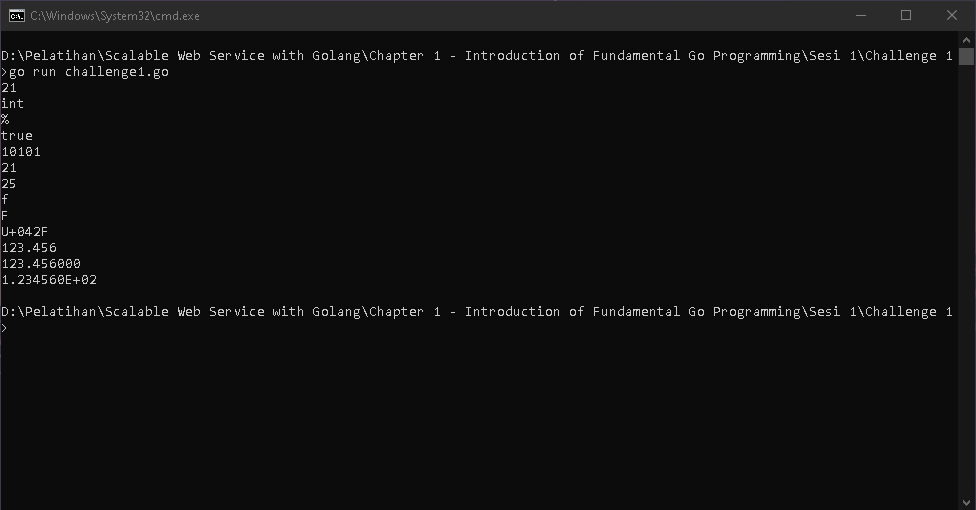 C:\Windows\System32\cmd.exe
D:\Pelatihan\Scalable Web Service with Golang\Chapter 1 - Introduction of Fundamental Go Programming\Sesi 1\Challenge 1
>go run challenge1.go
21
int
%
true
10101
21
25
f
F
U+042F
123.456
123.456000
1.234560E+02
D:\Pelatihan\Scalable Web Service with Golang\Chapter 1 - Introduction of Fundamental Go Programming\Sesi 1\Challenge 1
>